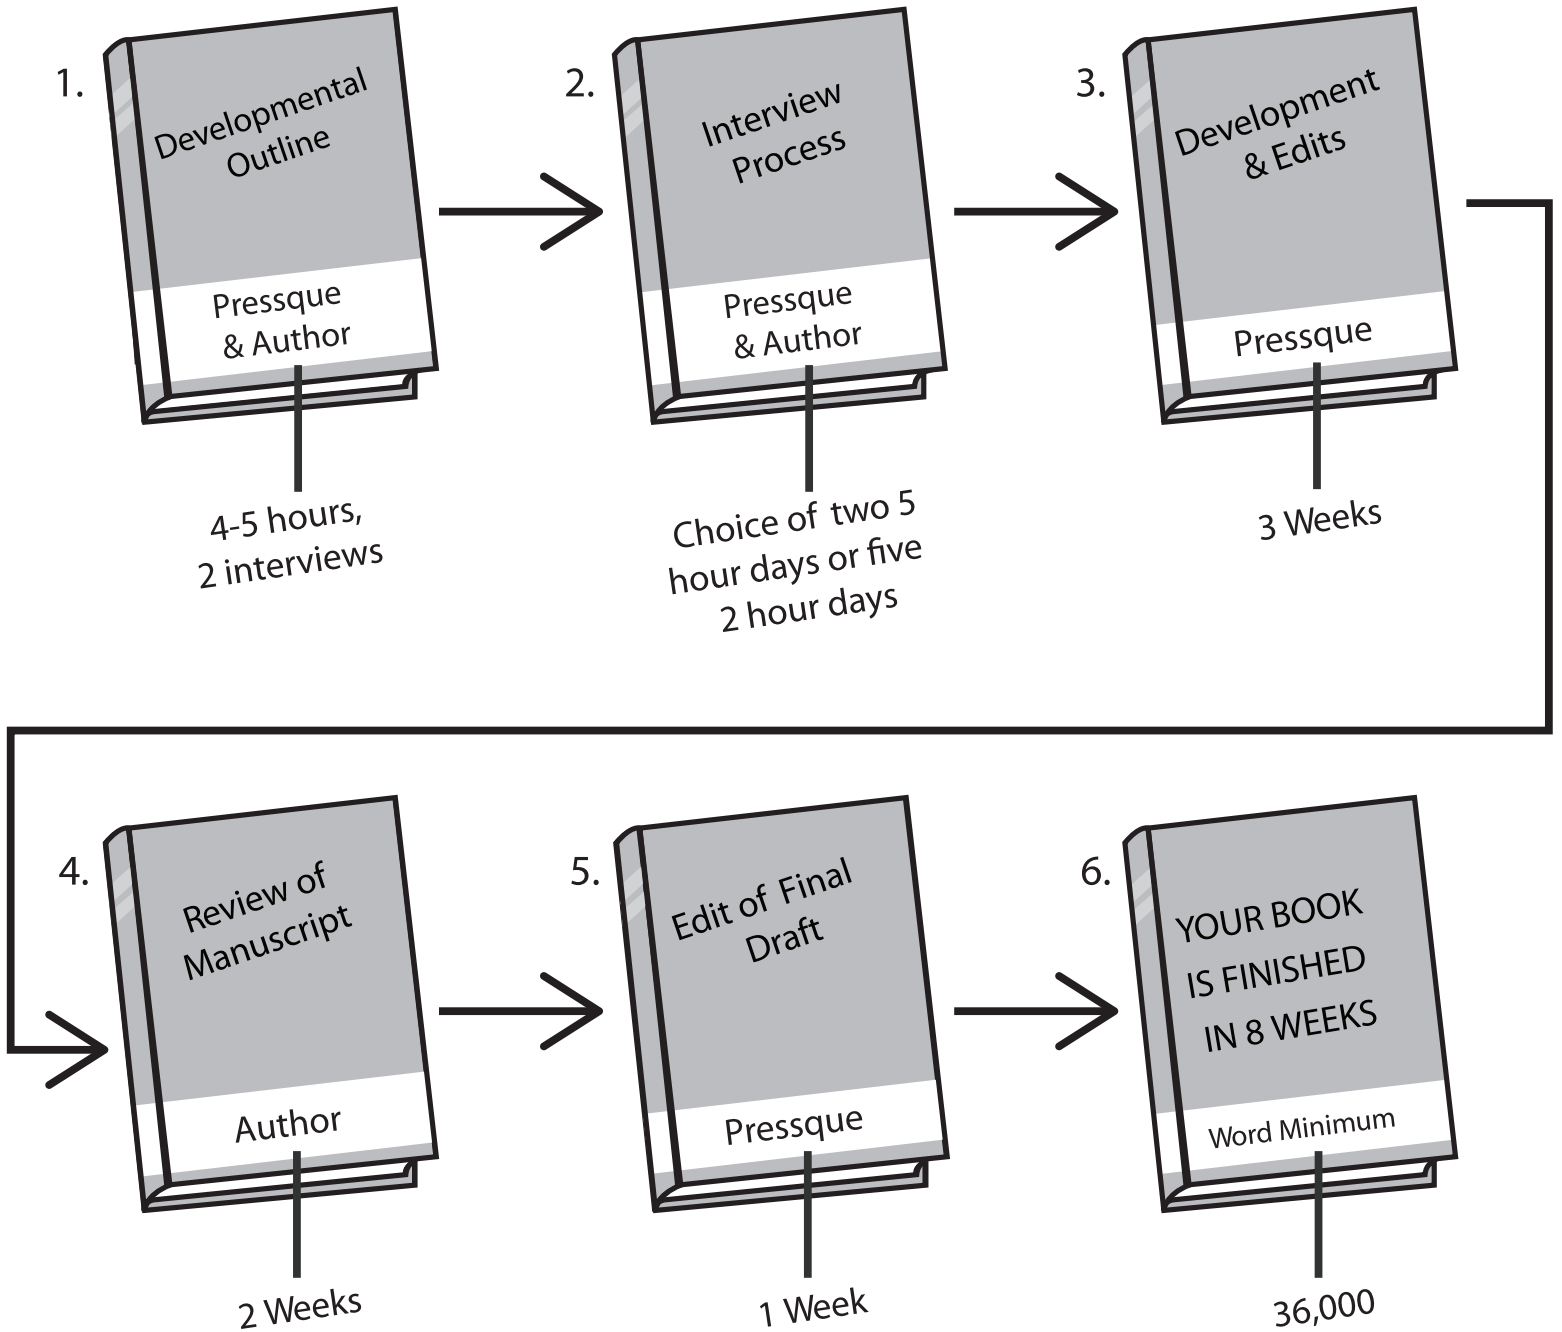 1.
Developmental
Outline
Pressque
& Author
4-5 hours,
2 interviews
2.
Interview
Process
Pressque
& Author
Choice of two 5
hour days or five
2 hour days
3.
Development
& Edits
Pressque
3 Weeks
4.
Review of
Manuscript
Author
2 Weeks
5.
Edit of Final
Draft
Pressque
1 Week
6.
YOUR BOOK
IS FINISHED
IN 8 WEEKS
Word Minimum
36,000